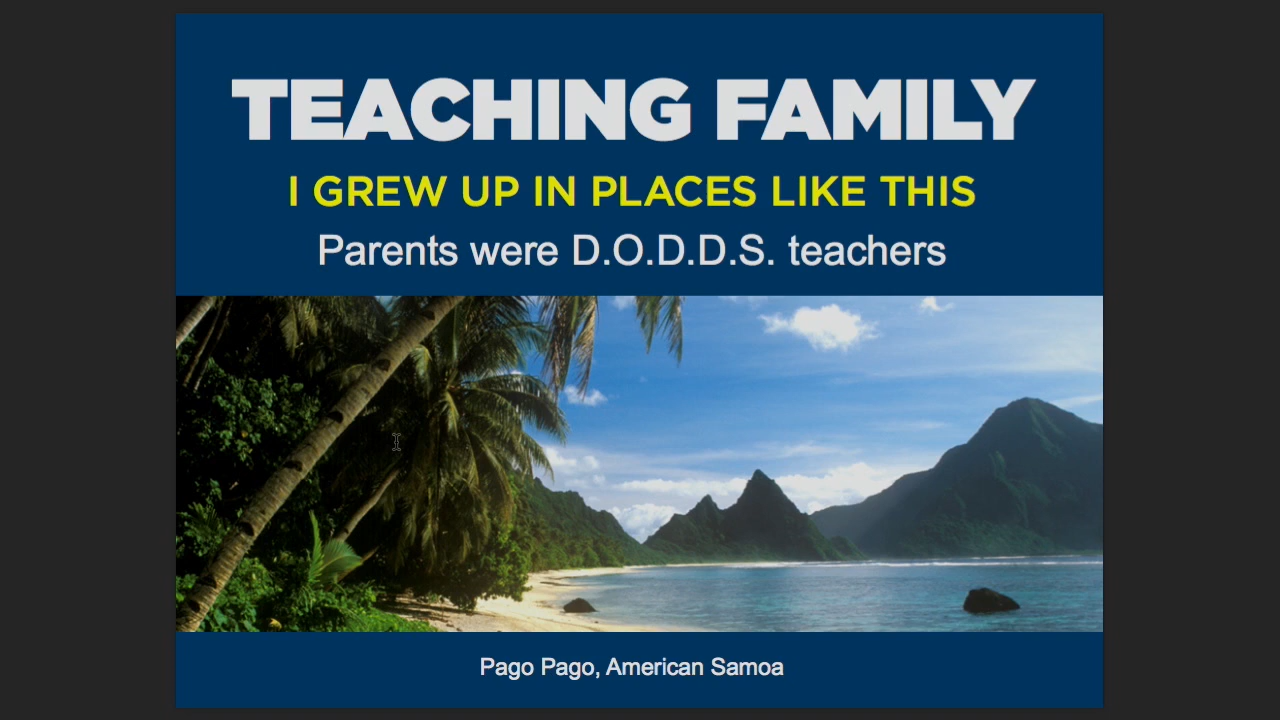 TEACHING FAMILY
I GREW UP IN PLACES LIKE THIS
Parents were D.O.D.D.S. teachers
Pago Pago, American Samoa